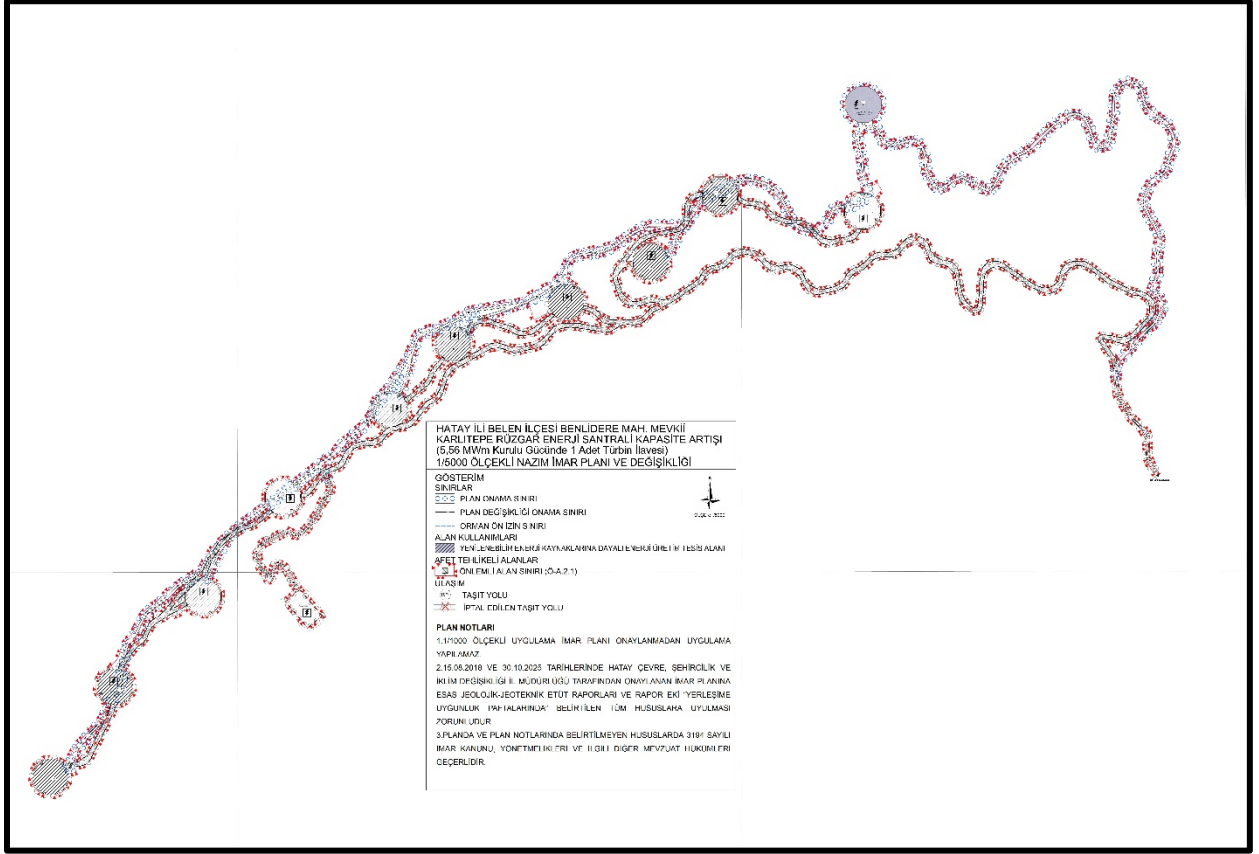 HATAY İLİ BELEN İLÇESİ BENLİDERE MAH. MEVKİİ
KARLITEPE RÜZGAR ENERJİ SANTRALİ KAPASİTE ARTIŞI
(5,56 MWm Kurulu Gücünde 1 Adet Türbin İlavesi)
1/5000 ÖLÇEKLİ NAZIM İMAR PLANI VE DEĞİŞİKLİĞİ
GÖSTERİM
SINIRLAR
PLAN ONAMA SINIRI
PLAN DEĞİŞİKLİĞİ ONAMA SINIRI
ORMAN ÖN İZİN SINIRI
ALAN KULLANIMLARI
YENİLENEBİLİR ENERJİ KAYNAKLARINA DAYALI ENERJİ ÜRETİM TESİS ALANI
AFET TEHLİKELİ ALANLAR
ÖNLEMLİ ALAN SINIRI (Ö-A.2.1)
ULAŞIM
TAŞIT YOLU
İPTAL EDİLEN TAŞIT YOLU
PLAN NOTLARI
1.1/1000 ÖLÇEKLİ UYGULAMA İMAR PLANI ONAYLANMADAN UYGULAMA
YAPILAMAZ.
2.15.06.2018 VE 30.10.2025 TARİHLERİNDE HATAY ÇEVRE, ŞEHİRCİLİK VE
İKLİM DEĞİŞİKLİĞİ İL MÜDÜRLÜĞÜ TARAFINDAN ONAYLANAN İMAR PLANINA
ESAS JEOLOJİK-JEOTEKNİK ETÜT RAPORLARI VE RAPOR EKİ "YERLEŞİME
UYGUNLUK PAFTALARINDA" BELİRTİLEN TÜM HUSUSLARA UYULMASI
ZORUNLUDUR
3.PLANDA VE PLAN NOTLARINDA BELİRTİLMEYEN HUSUSLARDA 3194 SAYILI
İMAR KANUNU, YÖNETMELİKLERİ VE İLGİLİ DİĞER MEVZUAT HÜKÜMLERİ
GEÇERLİDİR.